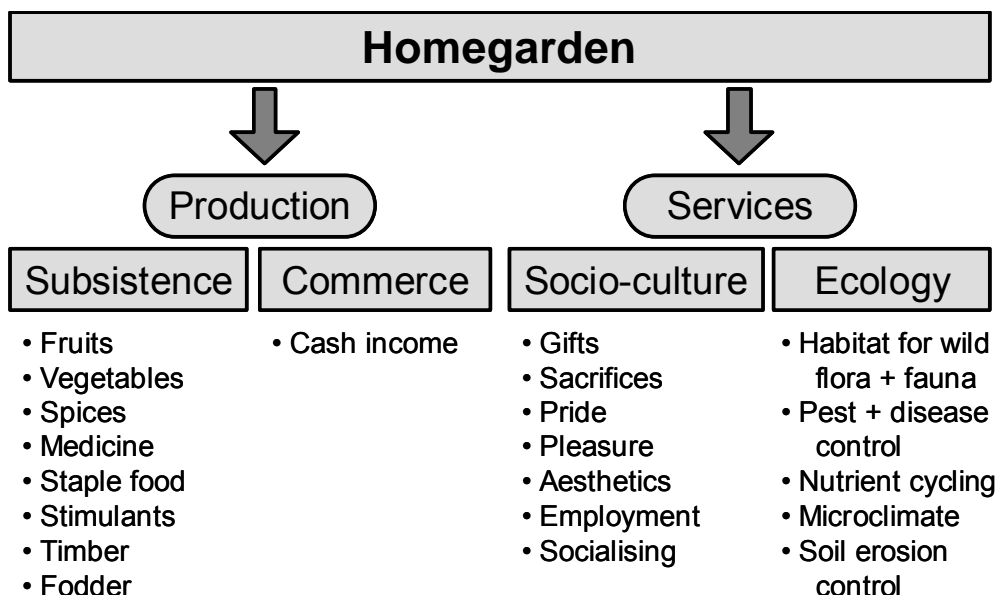 Homegarden
Production
Services
Subsistence
Commerce
Socio-culture
Ecology
• Fruits
• Vegetables
• Spices
• Medicine
• Staple food
• Stimulants
• Timber
• Fodder
• Cash income
• Gifts
• Sacrifices
• Pride
• Pleasure
• Aesthetics
• Employment
• Socialising
• Habitat for wild
flora + fauna
• Pest + disease
control
• Nutrient cycling
• Microclimate
• Soil erosion
control